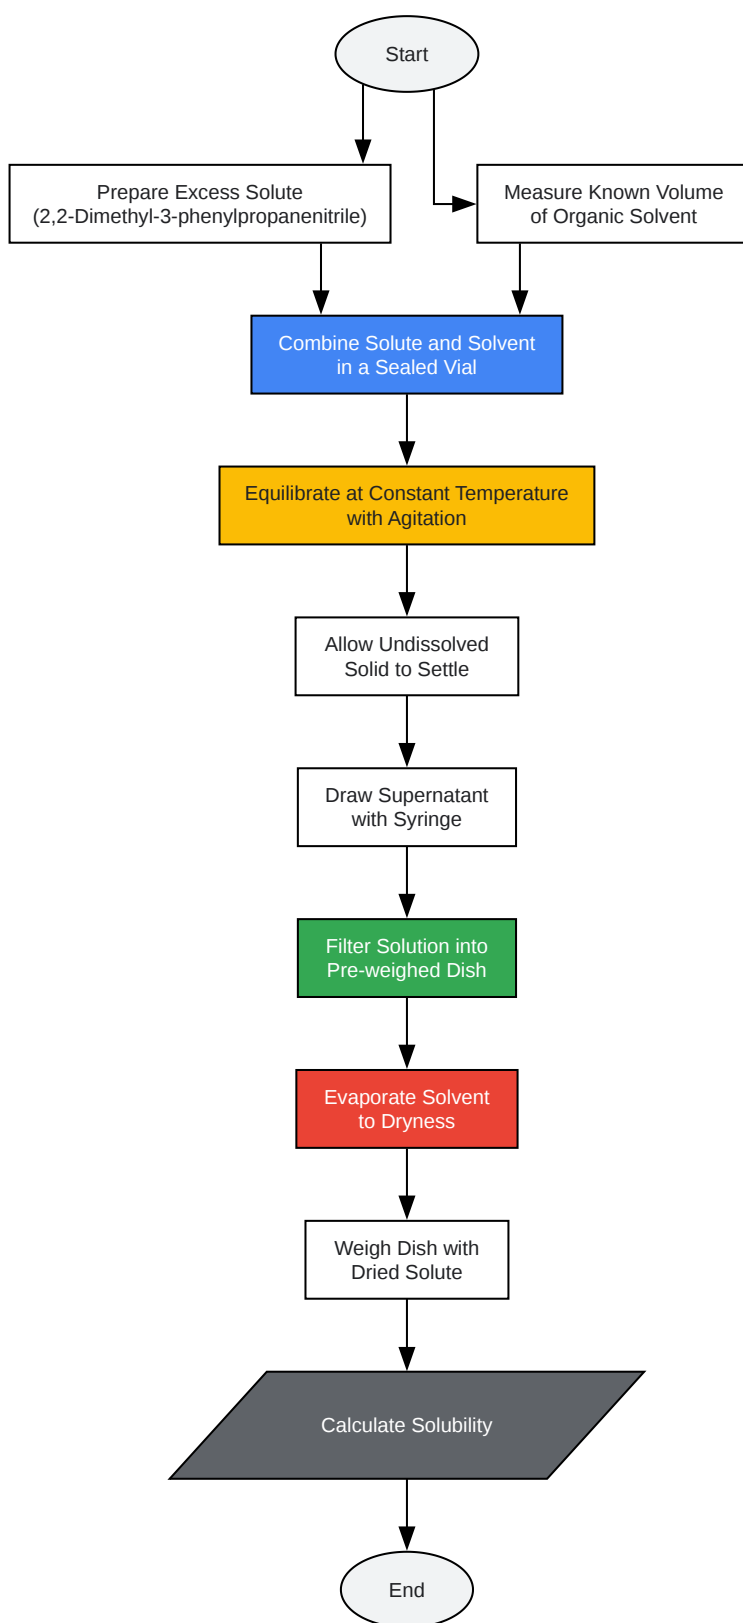 Start
Prepare Excess Solute
(2,2-Dimethyl-3-phenylpropanenitrile)
Measure Known Volume
of Organic Solvent
Combine Solute and Solvent
in a Sealed Vial
Equilibrate at Constant Temperature
with Agitation
Allow Undissolved
Solid to Settle
Draw Supernatant
with Syringe
Filter Solution into
Pre-weighed Dish
Evaporate Solvent
to Dryness
Weigh Dish with
Dried Solute
Calculate Solubility
End